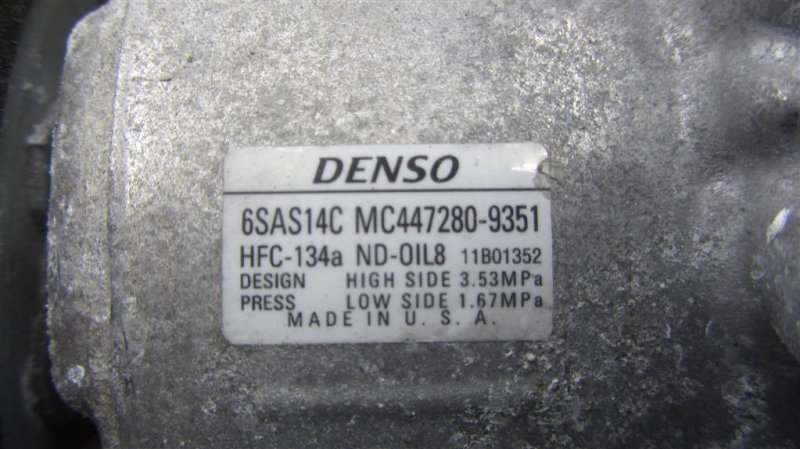 DENSO
6SAS14C MC447280-9351
HFC-134a ND-OIL8 11B01352
DESIGN HIGH SIDE 3.53MPa
PRESS LOW SIDE 1.67MPa
MADE IN U. S. A.